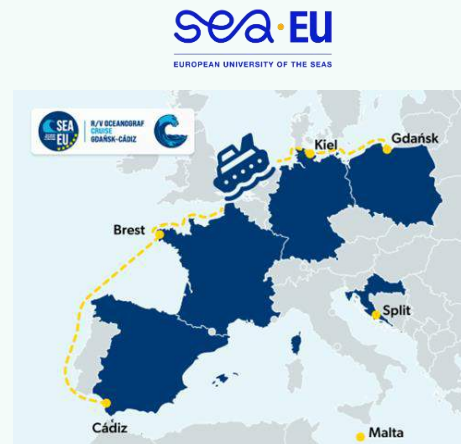 sea·EU
EUROPEAN UNIVERSITY OF THE SEAS
SEA
EU
R/V OCEANOGRAF
CRUISE
GDAŃSK-CÁDIZ
Kiel
Gdańsk
Brest
Split
Cádiz
Malta